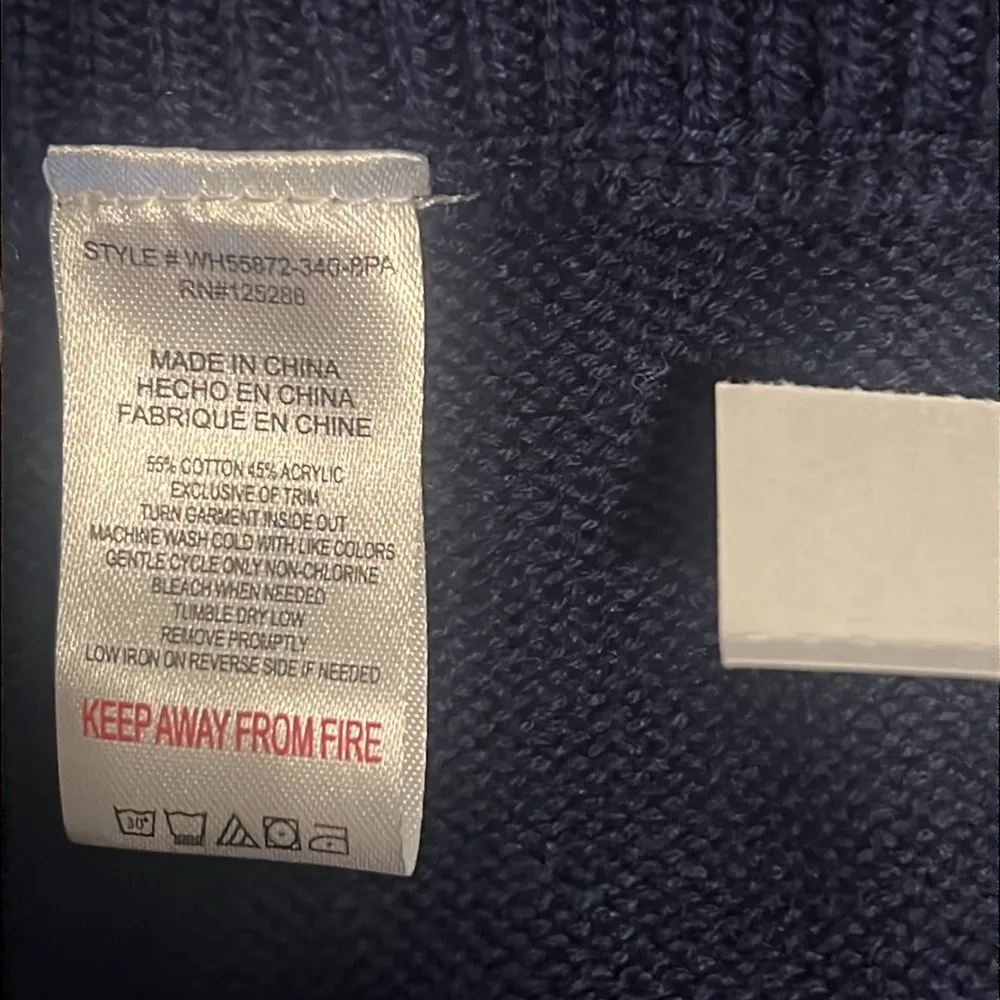 STYLE # WH55872-340-8PA
RN#125288
MADE IN CHINA
HECHO EN CHINA
FABRIQUÉ EN CHINE
55% COTTON 45% ACRYLIC
EXCLUSIVE OF TRIM
TURN GARMENT INSIDE OUT
MACHINE WASH COLD WITH LIKE COLORS
GENTLE CYCLE ONLY NON-CHLORINE
BLEACH WHEN NEEDED
TUMBLE DRY LOW
REMOVE PROMPTLY
LOW IRON ON REVERSE SIDE IF NEEDED
KEEP AWAY FROM FIRE
30°